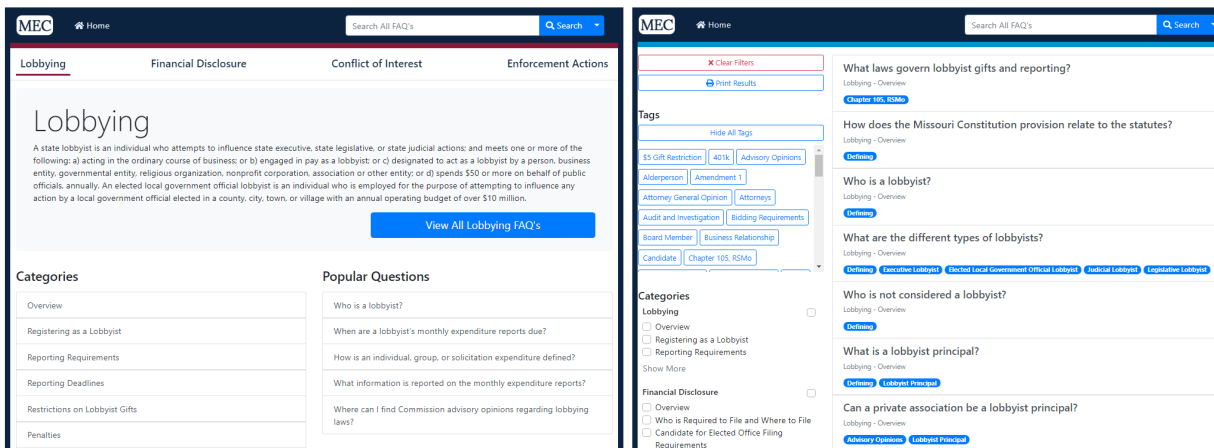 MEC
Home
Search All FAQ's
Search
Lobbying
Financial Disclosure
Conflict of Interest
Enforcement Actions
Lobbying
A state lobbyist is an individual who attempts to influence state executive, state legislative, or state judicial actions; and meets one or more of the
following: a) acting in the ordinary course of business; or b) engaged in pay as a lobbyist; or c) designated to act as a lobbyist by a person, business
entity, governmental entity, religious organization, nonprofit corporation, association or other entity; or d) spends $50 or more on behalf of public
officials, annually. An elected local government official lobbyist is an individual who is employed for the purpose of attempting to influence any
action by a local government official elected in a county, city, town, or village with an annual operating budget of over $10 million.
View All Lobbying FAQ's
Categories
Overview
Registering as a Lobbyist
Reporting Requirements
Reporting Deadlines
Restrictions on Lobbyist Gifts
Penalties
Popular Questions
Who is a lobbyist?
When are a lobbyist's monthly expenditure reports due?
How is an individual, group, or solicitation expenditure defined?
What information is reported on the monthly expenditure reports?
Where can I find Commission advisory opinions regarding lobbying
laws?
MEC
Home
Search All FAQ's
Search
Clear Filters
Print Results
Tags
Hide All Tags
$5 Gift Restriction
401k
Advisory Opinions
Alderperson
Amendment 1
Attorney General Opinion
Attorneys
Audit and Investigation
Bidding Requirements
Board Member
Business Relationship
Candidate
Chapter 105, RSMo
Categories
Lobbying
Overview
Registering as a Lobbyist
Reporting Requirements
Show More
Financial Disclosure
Overview
Who is Required to File and Where to File
Candidate for Elected Office Filing
Requirements
What laws govern lobbyist gifts and reporting?
Lobbying - Overview
Chapter 105, RSMo
How does the Missouri Constitution provision relate to the statutes?
Lobbying - Overview
Defining
Who is a lobbyist?
Lobbying - Overview
Defining
What are the different types of lobbyists?
Lobbying - Overview
Defining
Executive Lobbyist
Elected Local Government Official Lobbyist
Judicial Lobbyist
Legislative Lobbyist
Who is not considered a lobbyist?
Lobbying - Overview
Defining
What is a lobbyist principal?
Lobbying - Overview
Defining
Lobbyist Principal
Can a private association be a lobbyist principal?
Lobbying - Overview
Advisory Opinions
Lobbyist Principal